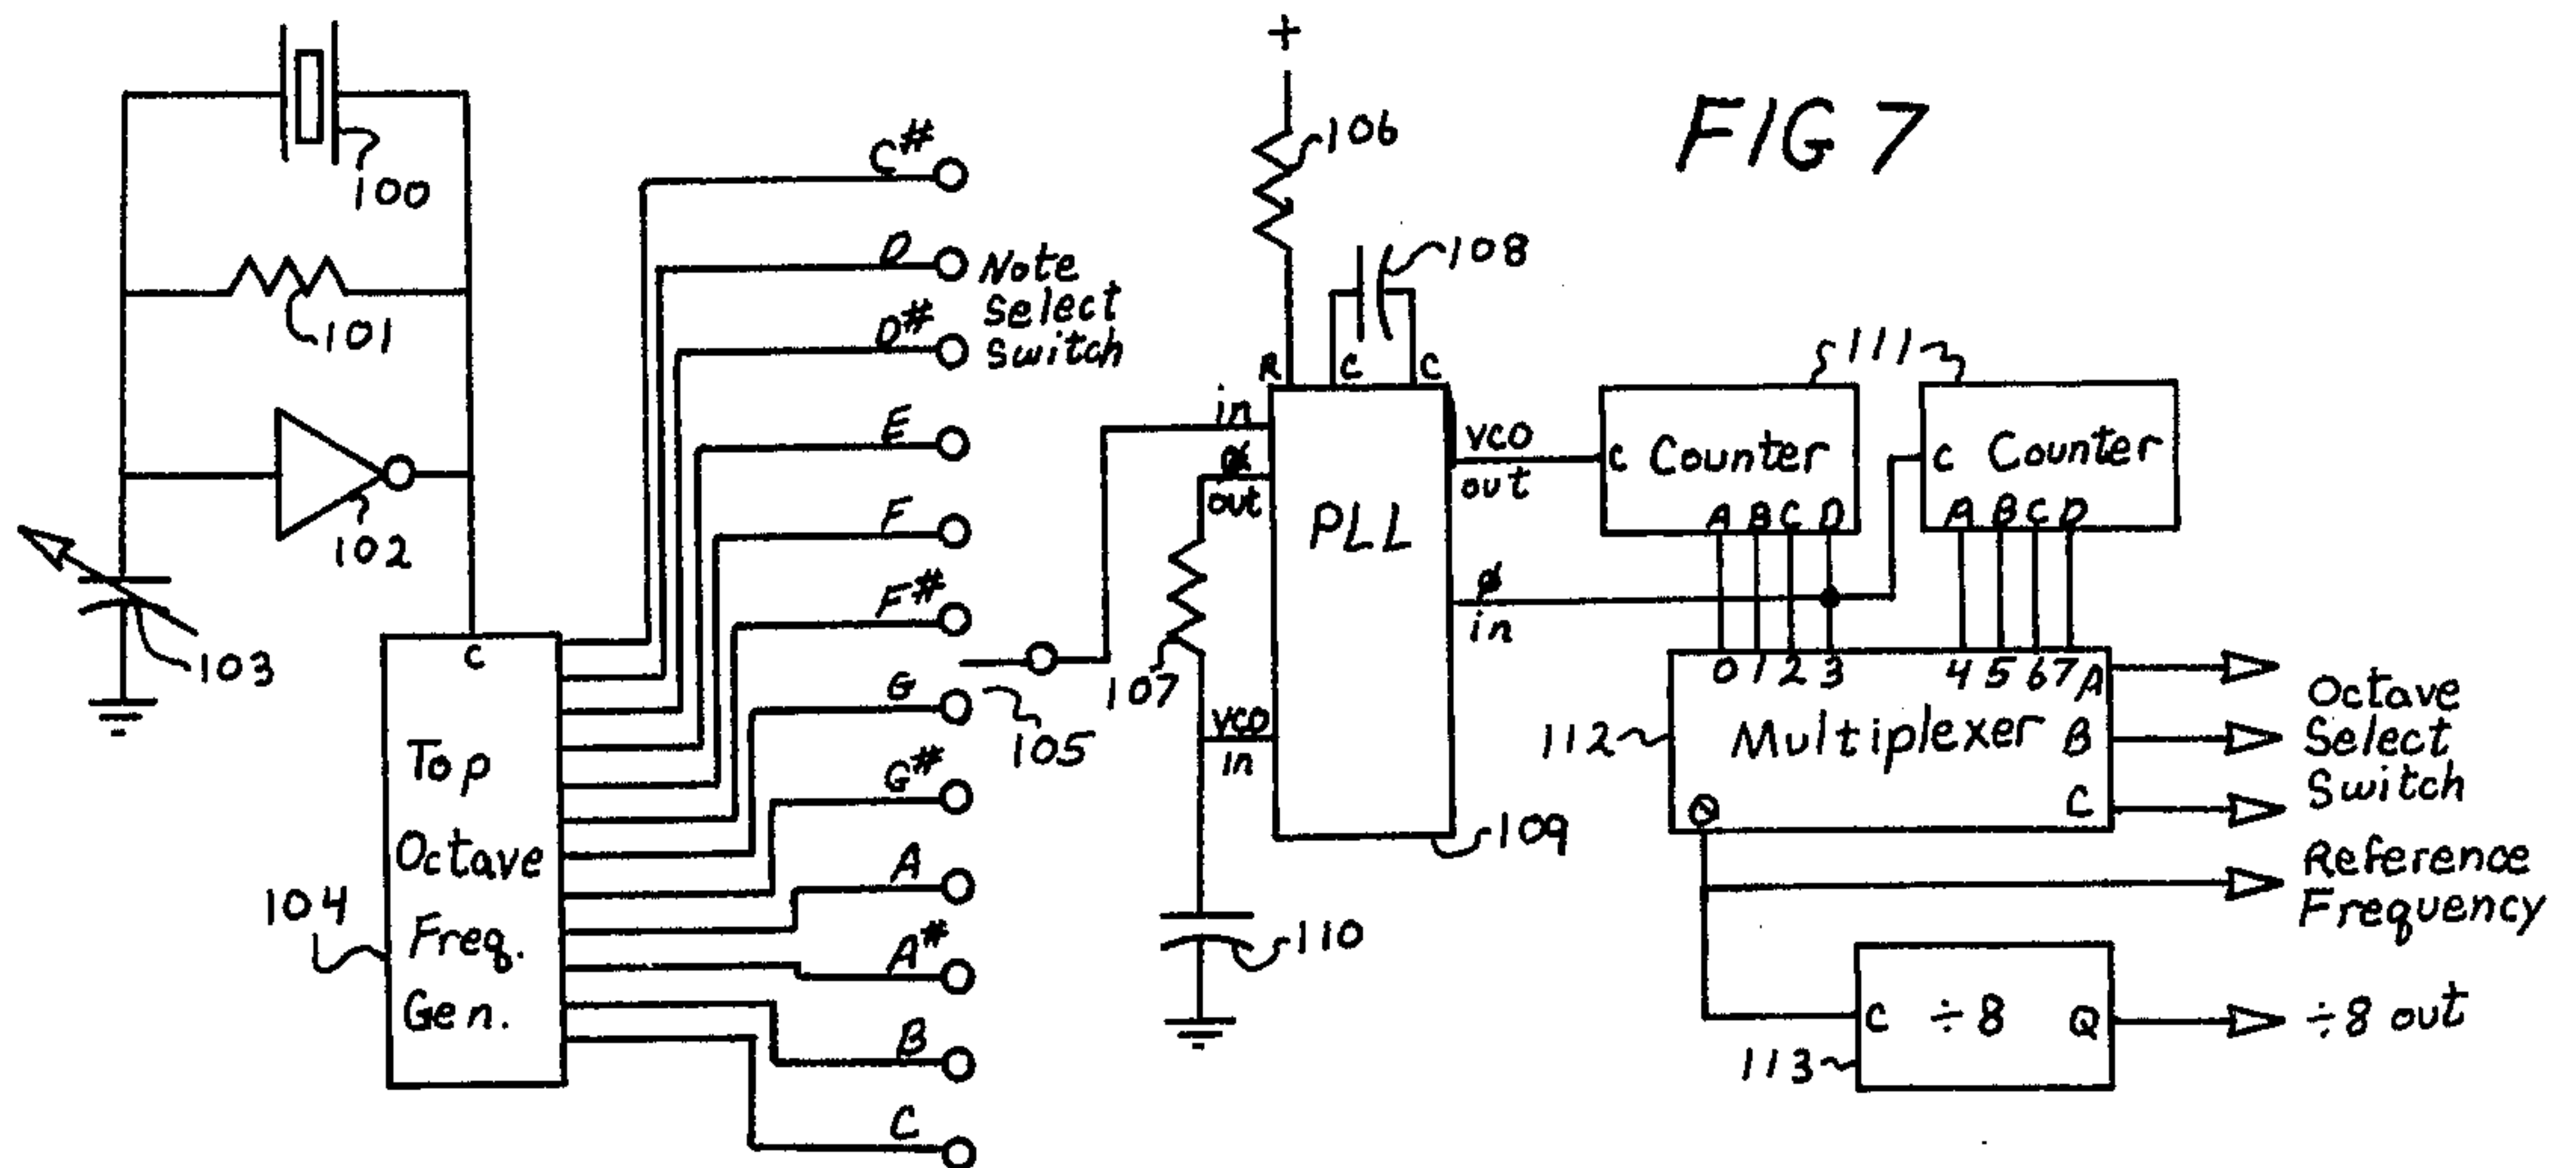 FIG 7
100
101
102
103
C
Top
Octave
Freq.
Gen.
104
C#
D
D#
E
F
F#
G
G#
A
A#
B
C
Note
Select
Switch
105
+
106
108
R
C
C
in
ø
out
VCO
in
PLL
VCO
out
ø
in
107
109
110
111
C Counter
A B C D
C Counter
A B C D
0 1 2 3 4 5 6 7 A
Multiplexer B
C
Q
112
Octave
Select
Switch
Reference
Frequency
C ÷8 Q
113
÷8 out